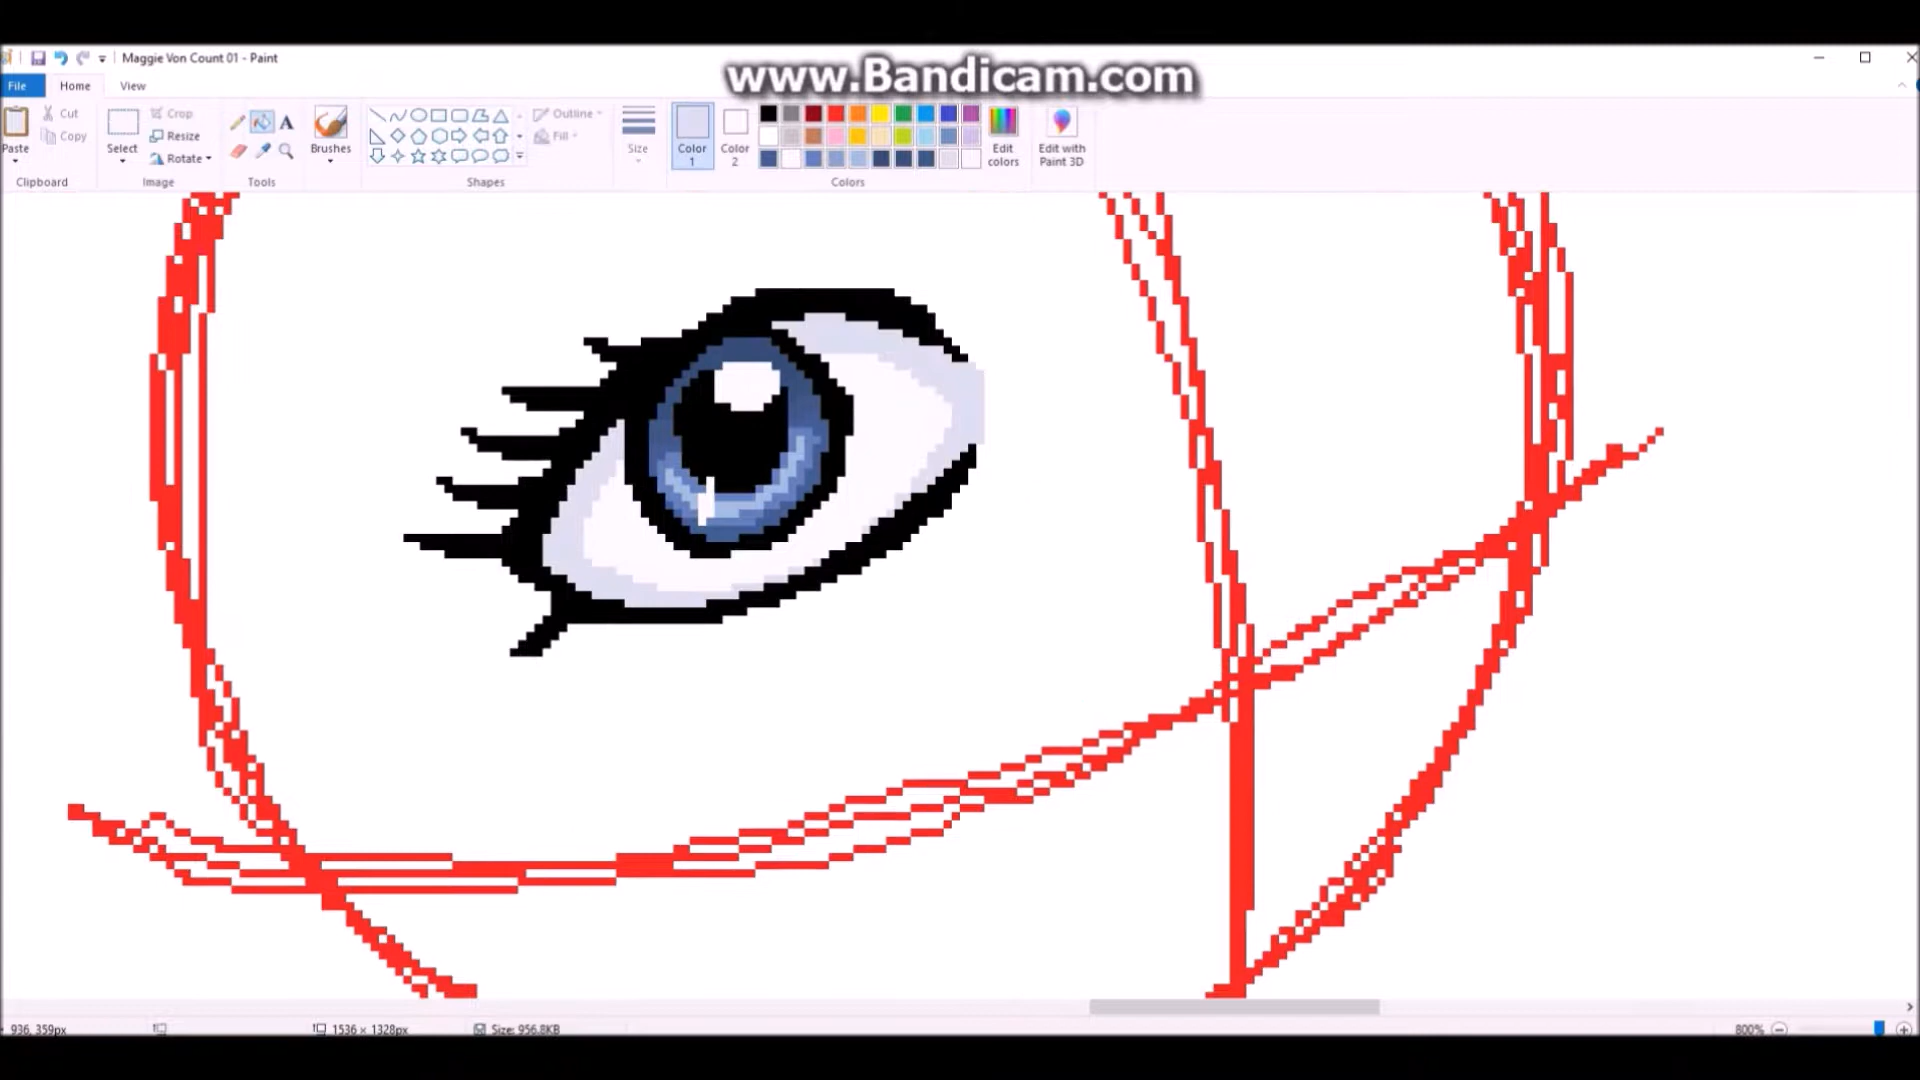 Maggie Von Count 01 - Paint
www.Bandicam.com
File Home View
Paste
Cut
Copy
Clipboard
Select
Crop
Resize
Rotate
Image
A
Tools
Brushes
Shapes
Outline
Fill
Size
Color 1
Color 2
Colors
Edit colors
Edit with Paint 3D
936, 359px
1536 × 1328px
Size: 956.8KB
800%